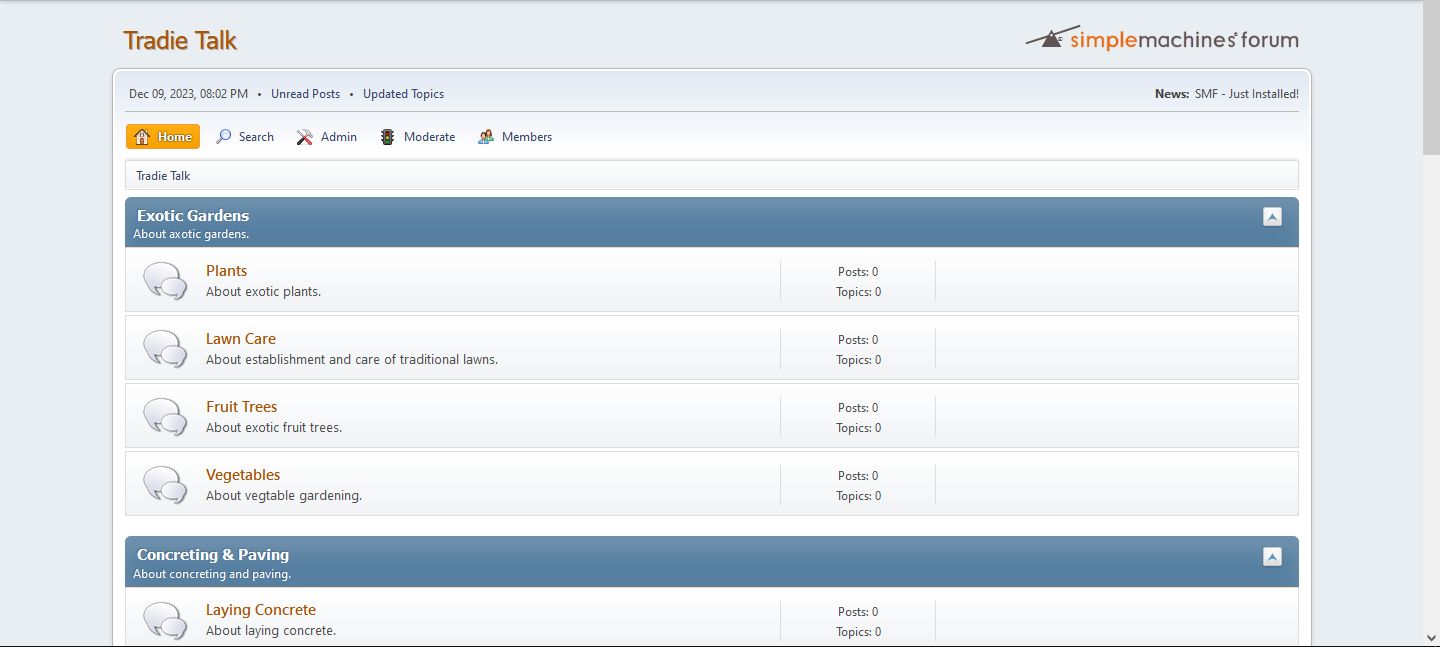 Tradie Talk
simplemachines® forum
Dec 09, 2023, 08:02 PM • Unread Posts • Updated Topics
News: SMF - Just Installed!
Home Search Admin Moderate Members
Tradie Talk
Exotic Gardens
About axotic gardens.
Plants
About exotic plants.
Posts: 0
Topics: 0
Lawn Care
About establishment and care of traditional lawns.
Posts: 0
Topics: 0
Fruit Trees
About exotic fruit trees.
Posts: 0
Topics: 0
Vegetables
About vegtable gardening.
Posts: 0
Topics: 0
Concreting & Paving
About concreting and paving.
Laying Concrete
About laying concrete.
Posts: 0
Topics: 0